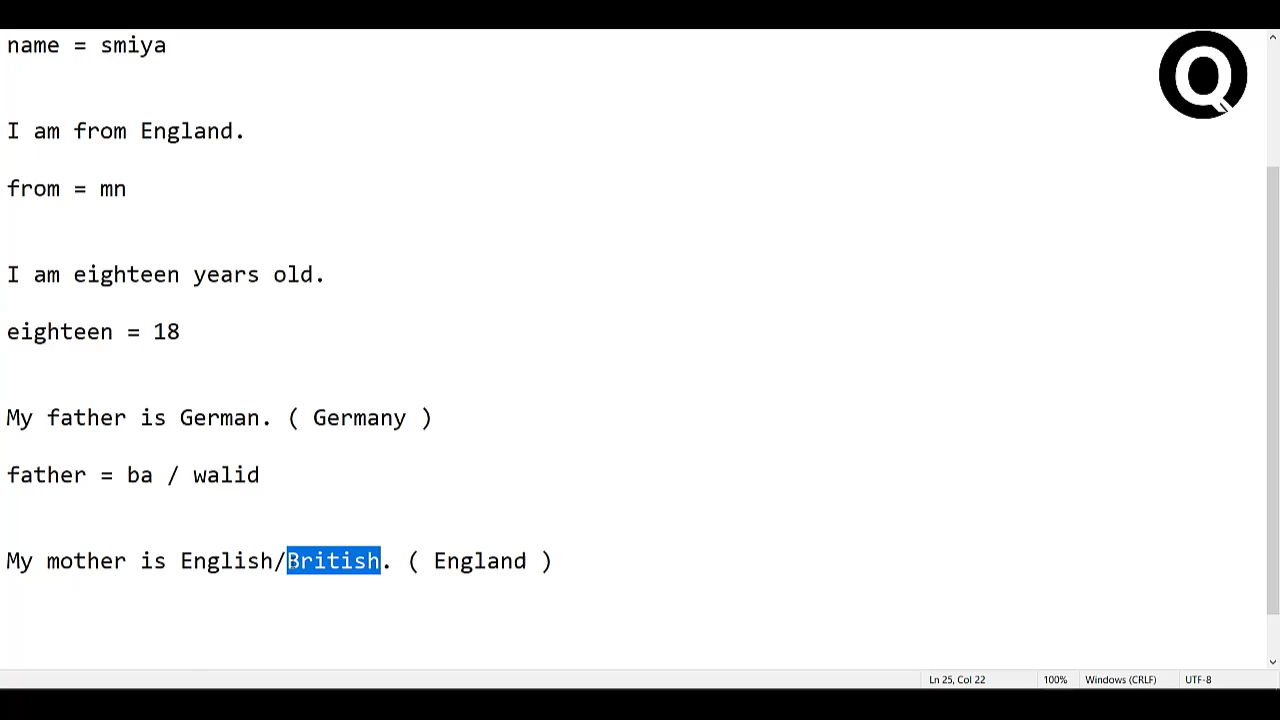 name = smiya
I am from England.
from = mn
I am eighteen years old.
eighteen = 18
My father is German. ( Germany )
father = ba / walid
My mother is English/British. ( England )
Ln 25, Col 22 100% Windows (CRLF) UTF-8